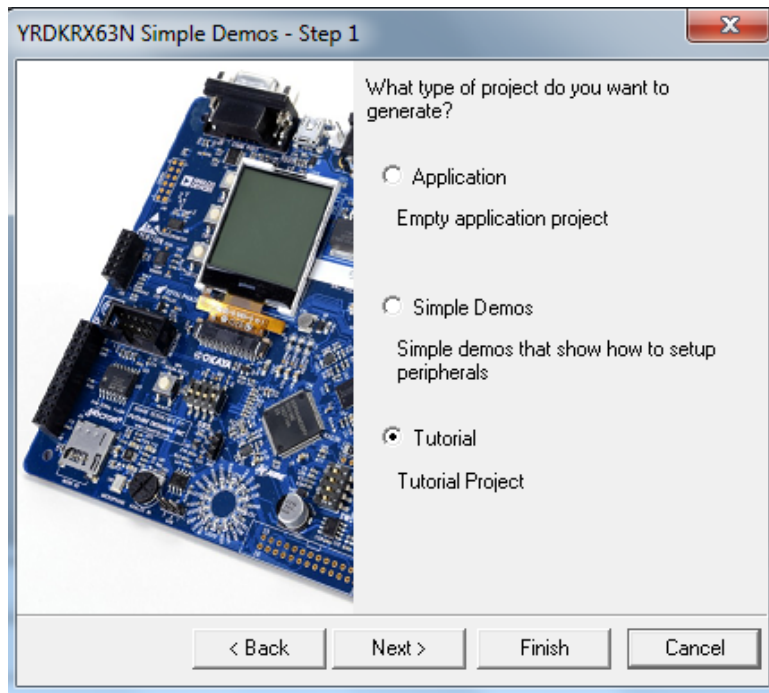 YRDKRX63N Simple Demos - Step 1
What type of project do you want to
generate?
Application
Empty application project
Simple Demos
Simple demos that show how to setup
peripherals
Tutorial
Tutorial Project
OKAYA
< Back
Next >
Finish
Cancel